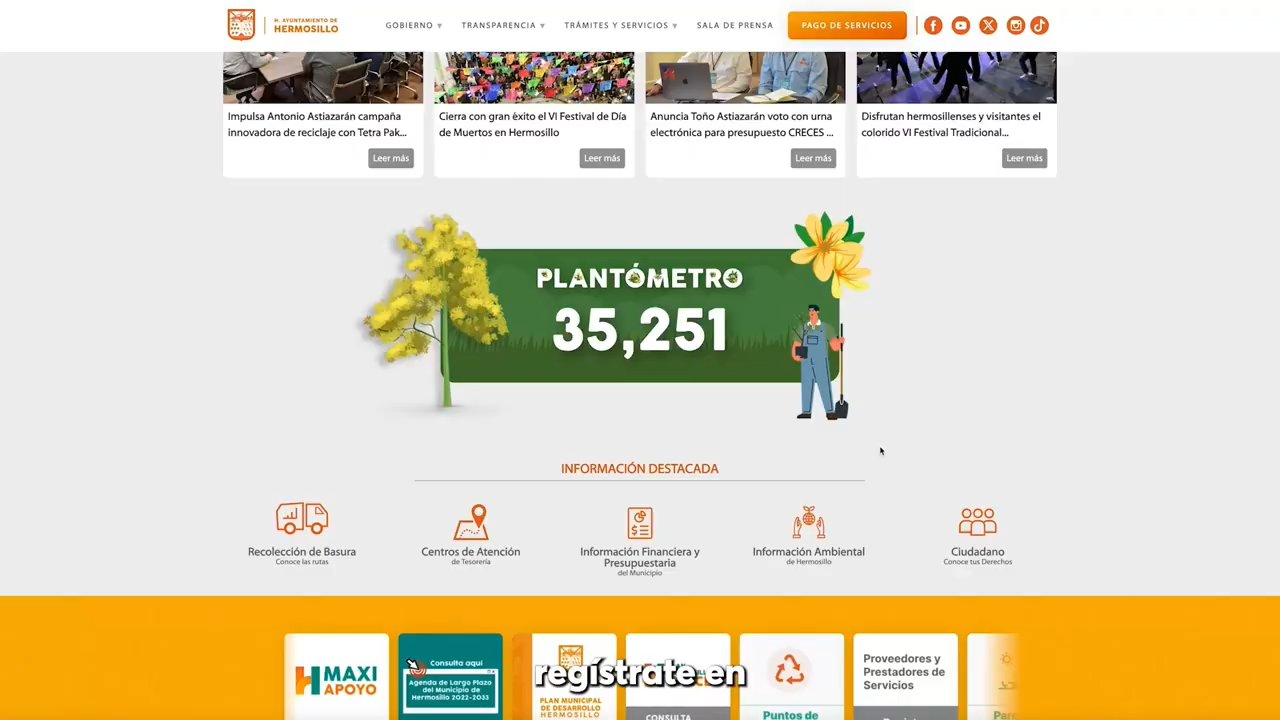 H. AYUNTAMIENTO DE
HERMOSILLO
GOBIERNO
TRANSPARENCIA
TRÁMITES Y SERVICIOS
SALA DE PRENSA
PAGO DE SERVICIOS
Impulsa Antonio Astiazarán campaña
innovadora de reciclaje con Tetra Pak...
Leer más
Cierra con gran éxito el VI Festival de Día
de Muertos en Hermosillo
Leer más
Anuncia Toño Astiazarán voto con urna
electrónica para presupuesto CRECES ...
Leer más
Disfrutan hermosillenses y visitantes el
colorido VI Festival Tradicional...
Leer más
PLANTÓMETRO
35,251
INFORMACIÓN DESTACADA
Recolección de Basura
Conoce las rutas
Centros de Atención
de Tesorería
Información Financiera y
Presupuestaria
del Municipio
Información Ambiental
de Hermosillo
Ciudadano
Conoce tus Derechos
MAXI
APOYO
Consulta aquí
Agenda de Largo Plazo
del Municipio de
Hermosillo 2022-2033
PLAN MUNICIPAL
DE DESARROLLO
HERMOSILLO
CONSULTA
Puntos de
Proveedores y
Prestadores de
Servicios
regístrate en